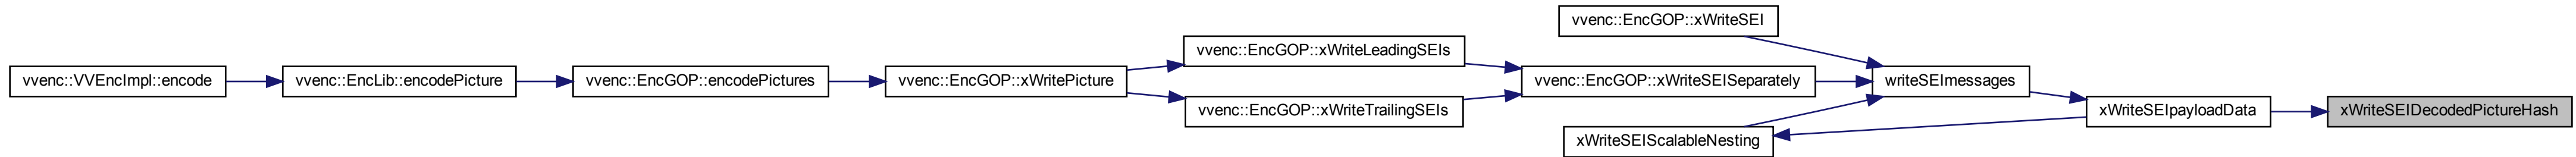 vvenc::VVEncImpl::encode
vvenc::EncLib::encodePicture
vvenc::EncGOP::encodePictures
vvenc::EncGOP::xWritePicture
vvenc::EncGOP::xWriteLeadingSEIs
vvenc::EncGOP::xWriteTrailingSEIs
vvenc::EncGOP::xWriteSEISeparately
vvenc::EncGOP::xWriteSEI
xWriteSEIScalableNesting
writeSEImessages
xWriteSEIpayloadData
xWriteSEIDecodedPictureHash